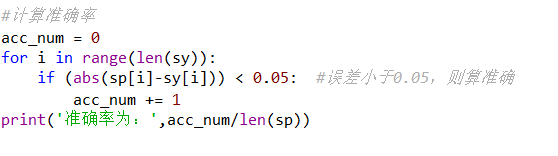 #计算准确率
acc_num = 0
for i in range(len(sy)):
    if (abs(sp[i]-sy[i])) < 0.05:  #误差小于0.05，则算准确
        acc_num += 1
print('准确率为：',acc_num/len(sp))